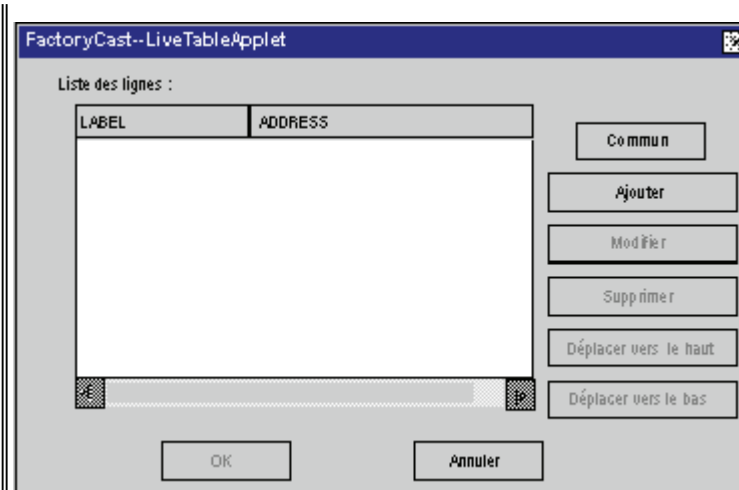 FactoryCast--LiveTableApplet
Liste des lignes :
LABEL ADDRESS
Commun
Ajouter
Modifier
Supprimer
Déplacer vers le haut
Déplacer vers le bas
OK Annuler